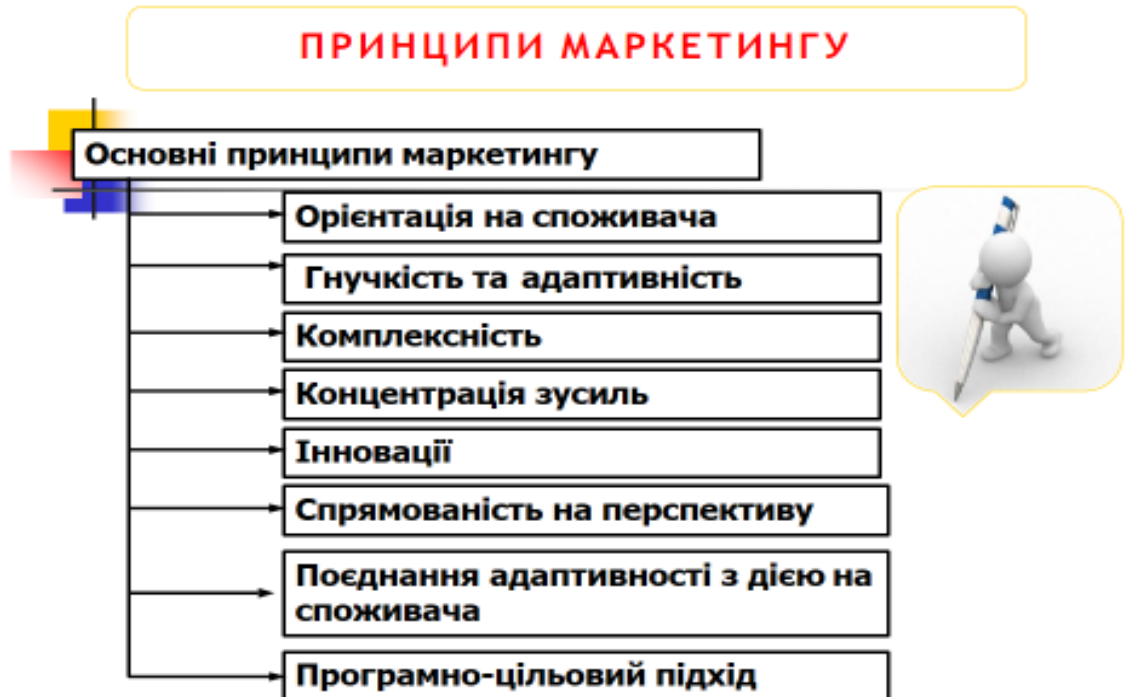 ПРИНЦИПИ МАРКЕТИНГУ
Основні принципи маркетингу
Орієнтація на споживача
Гнучкість та адаптивність
Комплексність
Концентрація зусиль
Інновації
Спрямованість на перспективу
Поєднання адаптивності з дією на
споживача
Програмно-цільовий підхід